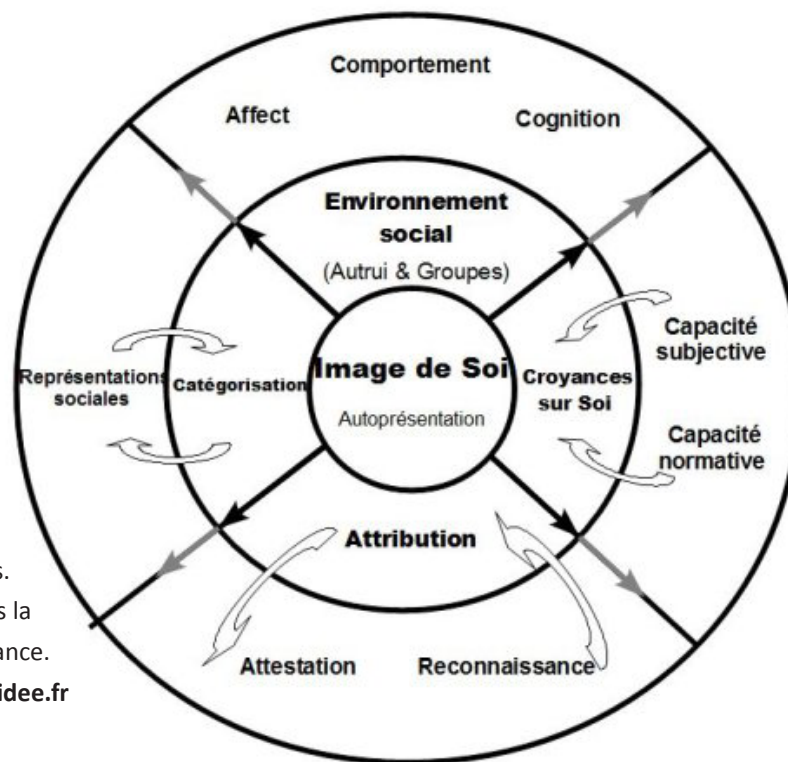 Comportement
Affect
Cognition
Environnement
social
(Autrui & Groupes)
Représentations
sociales
Catégorisation
Image de Soi
Autoprésentation
Croyances
sur Soi
Capacité
subjective
Capacité
normative
Attribution
Attestation
Reconnaissance
s.
s la
ance.
idee.fr